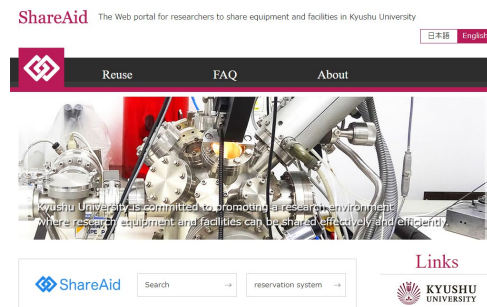 ShareAid The Web portal for researchers to share equipment and facilities in Kyushu University
日本語 English
Reuse FAQ About
Kyushu University is committed to promoting a research environment
where research equipment and facilities can be shared effectively and efficiently.
Links
ShareAid Search → reservation system →
KYUSHU
UNIVERSITY